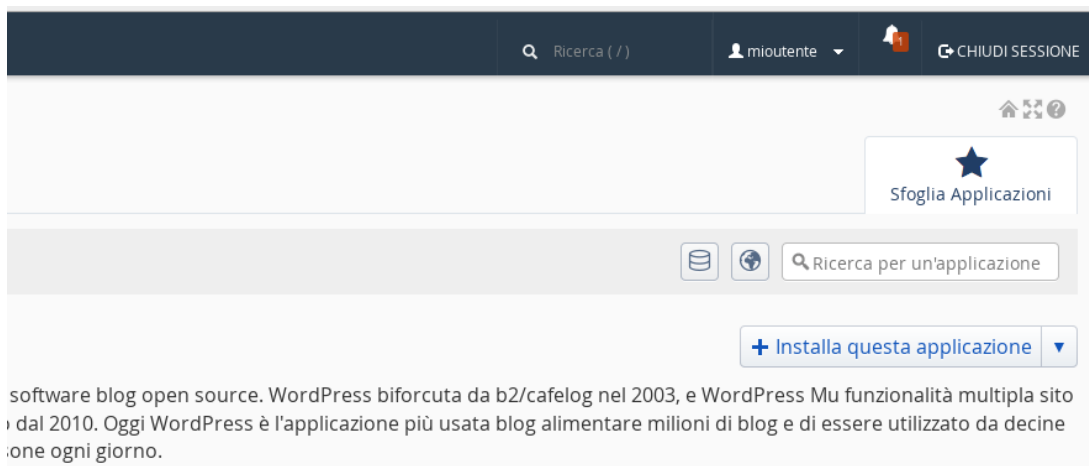 Ricerca ( / )
mioutente
1
CHIUDI SESSIONE
Sfoglia Applicazioni
Ricerca per un'applicazione
+ Installa questa applicazione
software blog open source. WordPress biforcuta da b2/cafelog nel 2003, e WordPress Mu funzionalità multipla sito
dal 2010. Oggi WordPress è l'applicazione più usata blog alimentare milioni di blog e di essere utilizzato da decine
sone ogni giorno.